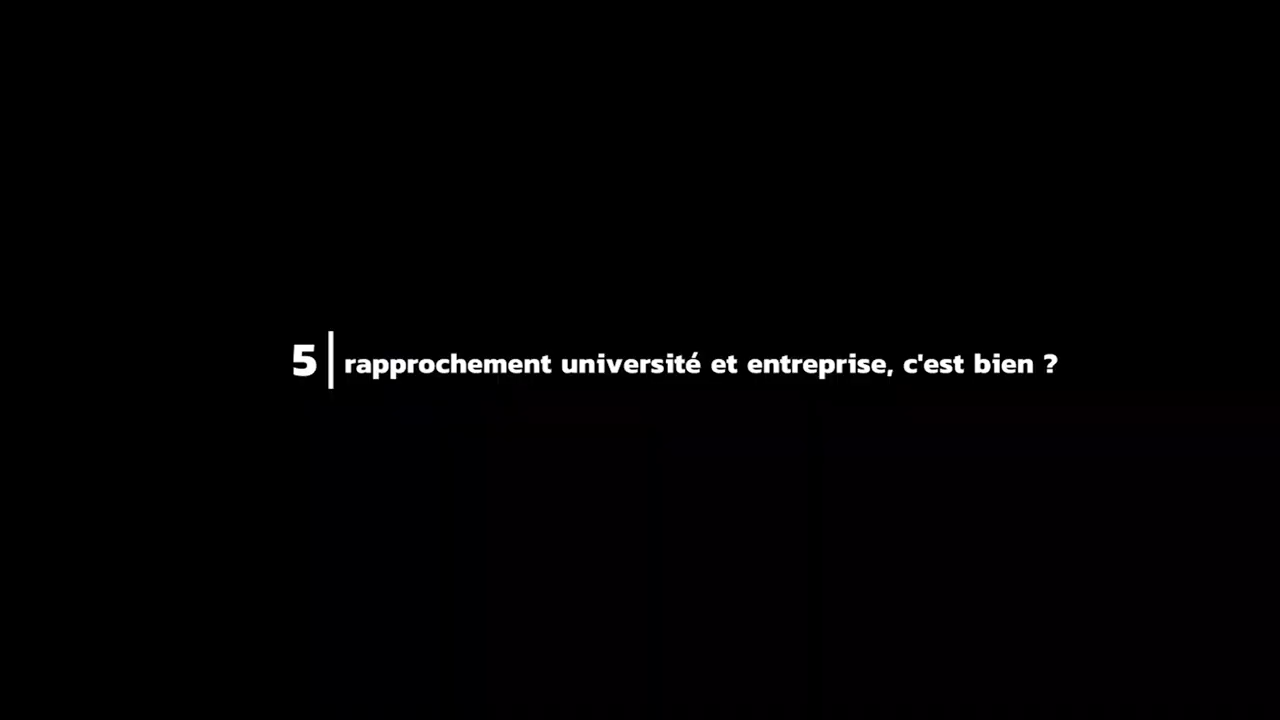 5 | rapprochement université et entreprise, c'est bien ?